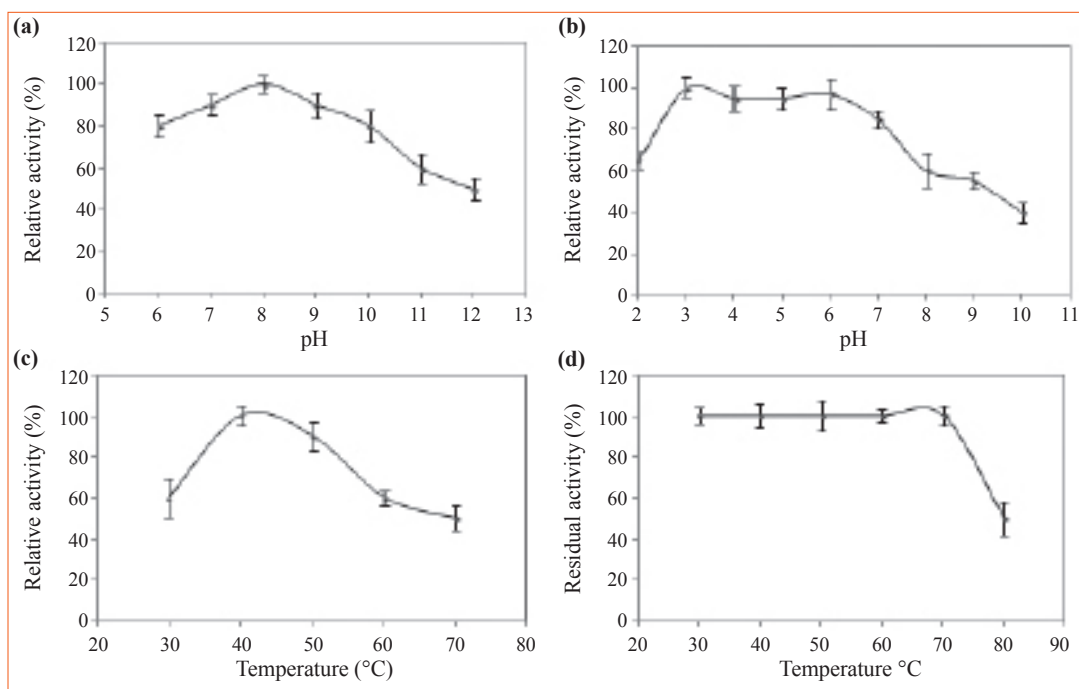 (a)
120
100
80
60
40
20
0
Relative activity (%)
5 6 7 8 9 10 11 12 13
pH
(b)
120
100
80
60
40
20
0
Relative activity (%)
2 3 4 5 6 7 8 9 10 11
pH
(c)
120
100
80
60
40
20
0
Relative activity (%)
20 30 40 50 60 70 80
Temperature (°C)
(d)
120
100
80
60
40
20
0
Residual activity (%)
20 30 40 50 60 70 80 90
Temperature °C